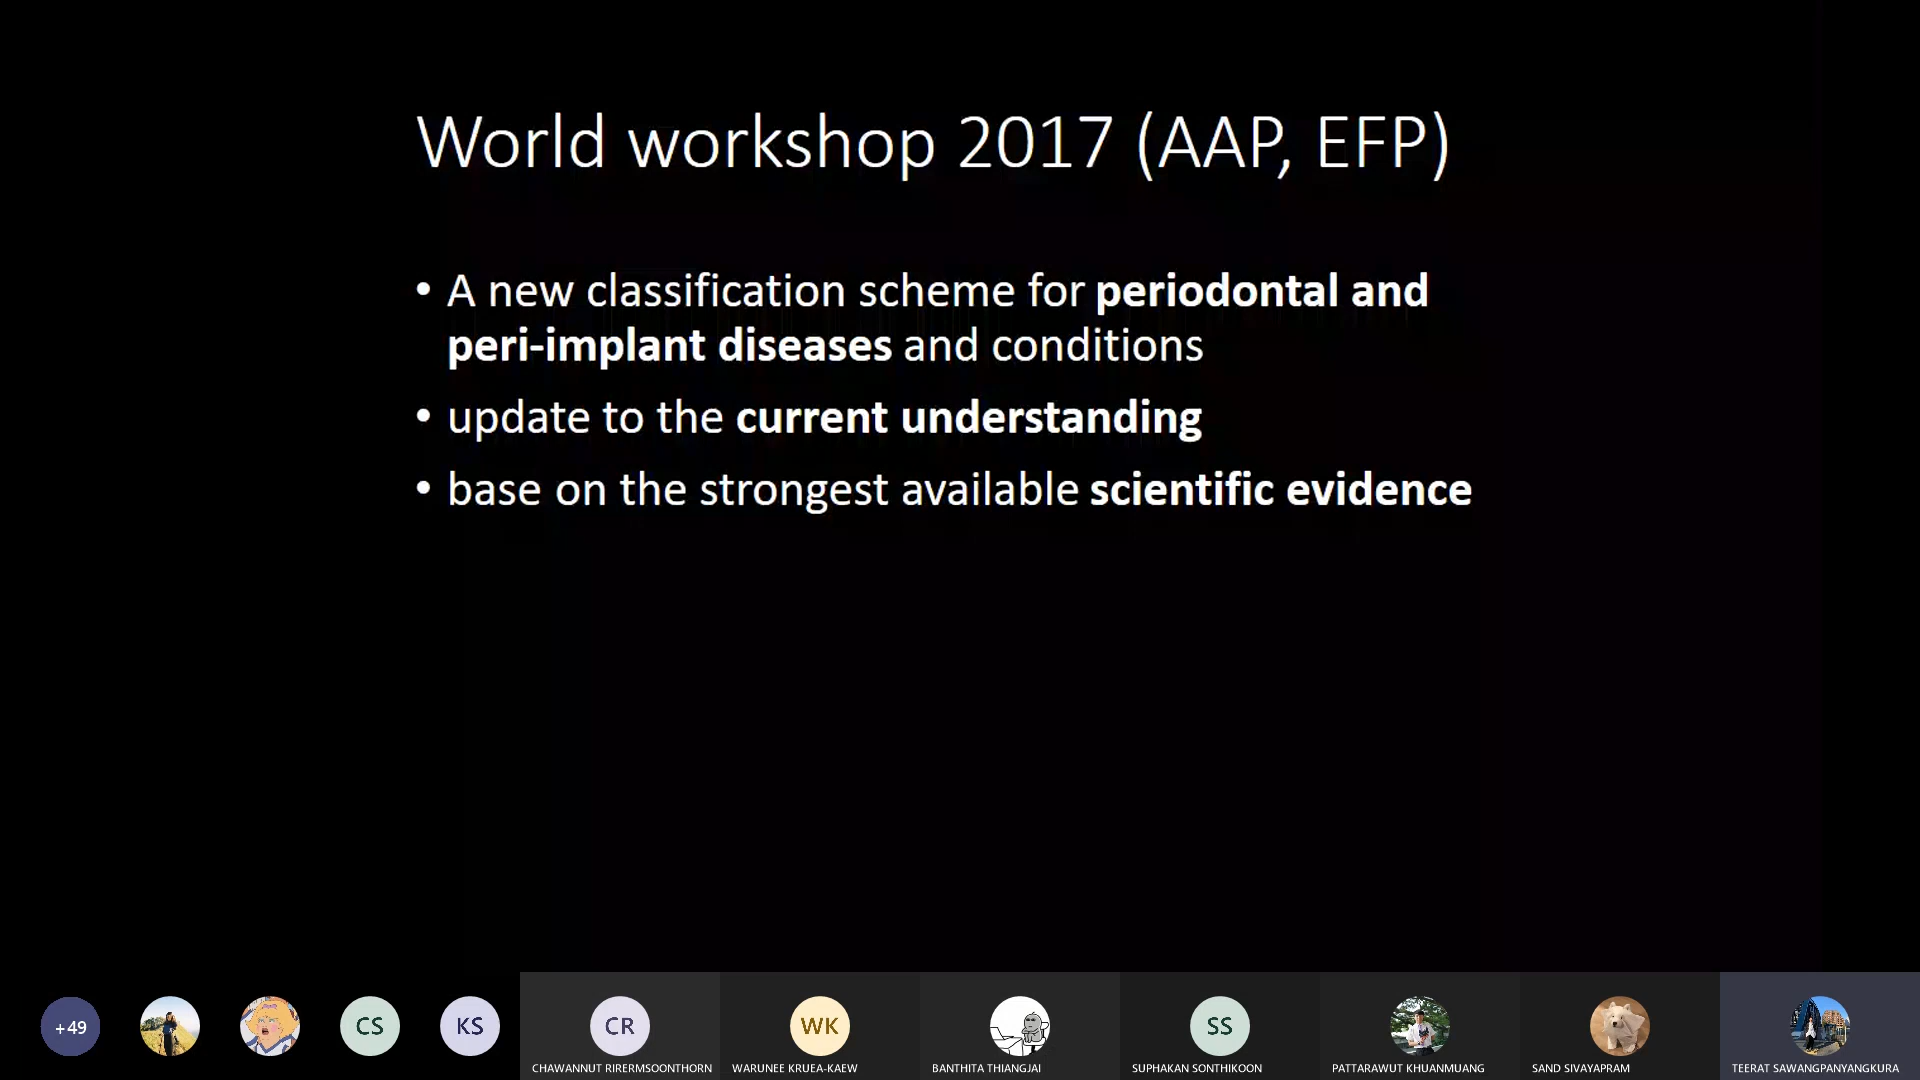 World workshop 2017 (AAP, EFP)
• A new classification scheme for periodontal and
peri-implant diseases and conditions
• update to the current understanding
• base on the strongest available scientific evidence
+49
CS
KS
CR
WK
SS
CHAWANNUT RIRERMSOONTHORN
WARUNEE KRUEA-KAEW
BANTHITA THIANGJAI
SUPHAKAN SONTHIKOON
PATTARAWUT KHUANMUANG
SAND SIVAYAPRAM
TEERAT SAWANGPANYANGKURA